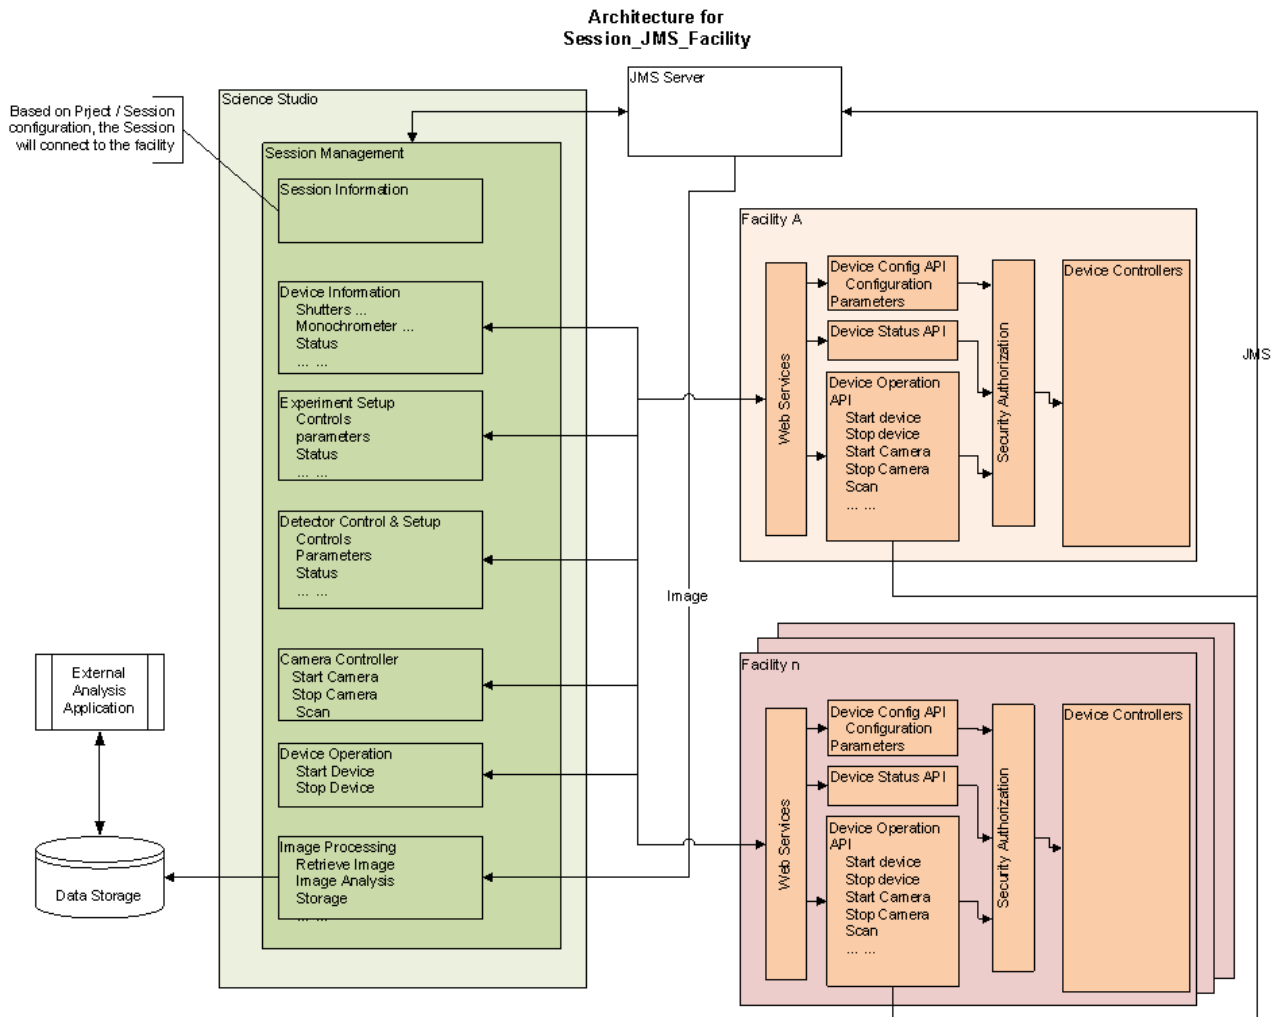 Architecture for
Session_JMS_Facility
JMS Server
Science Studio
Based on Prject / Session
configuration, the Session
will connect to the facility
Session Management
Session Information
Device Information
Shutters ...
Monochrometer ...
Status
... ...
Experiment Setup
Controls
parameters
Status
... ...
Detector Control & Setup
Controls
Parameters
Status
... ...
Camera Controller
Start Camera
Stop Camera
Scan
Device Operation
Start Device
Stop Device
Image Processing
Retrieve Image
Image Analysis
Storage
... ...
External
Analysis
Application
Data Storage
Image
JMS
Facility A
Web Services
Device Config API
Configuration
Parameters
Device Status API
Device Operation
API
Start device
Stop device
Start Camera
Stop Camera
Scan
... ...
Security Authorization
Device Controllers
Facility n
Web Services
Device Config API
Configuration
Parameters
Device Status API
Device Operation
API
Start device
Stop device
Start Camera
Stop Camera
Scan
... ...
Security Authorization
Device Controllers